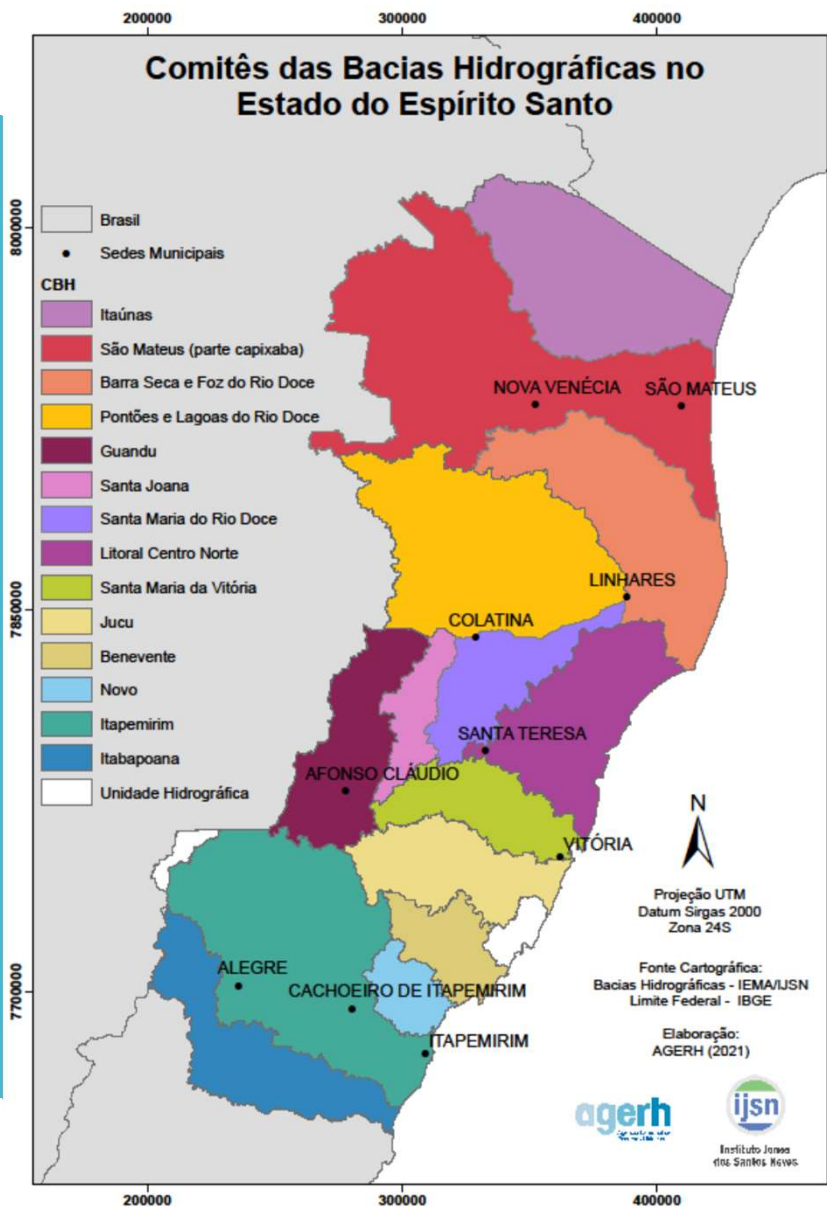 200000 300000 400000
Comitês das Bacias Hidrográficas no
Estado do Espírito Santo
8000000
7850000
7700000
Brasil
Sedes Municipais
CBH
Itaúnas
São Mateus (parte capixaba)
Barra Seca e Foz do Rio Doce
Pontões e Lagoas do Rio Doce
Guandu
Santa Joana
Santa Maria do Rio Doce
Litoral Centro Norte
Santa Maria da Vitória
Jucu
Benevente
Novo
Itapemirim
Itabapoana
Unidade Hidrográfica
NOVA VENÉCIA
SÃO MATEUS
LINHARES
COLATINA
SANTA TERESA
AFONSO CLÁUDIO
VITÓRIA
ALEGRE
CACHOEIRO DE ITAPEMIRIM
ITAPEMIRIM
N
Projeção UTM
Datum Sirgas 2000
Zona 24S
Fonte Cartográfica:
Bacias Hidrográficas - IEMA/IJSN
Limite Federal - IBGE
Elaboração:
AGERH (2021)
agerh
ijsn
Instituto Jones
dos Santos Neves
200000 300000 400000